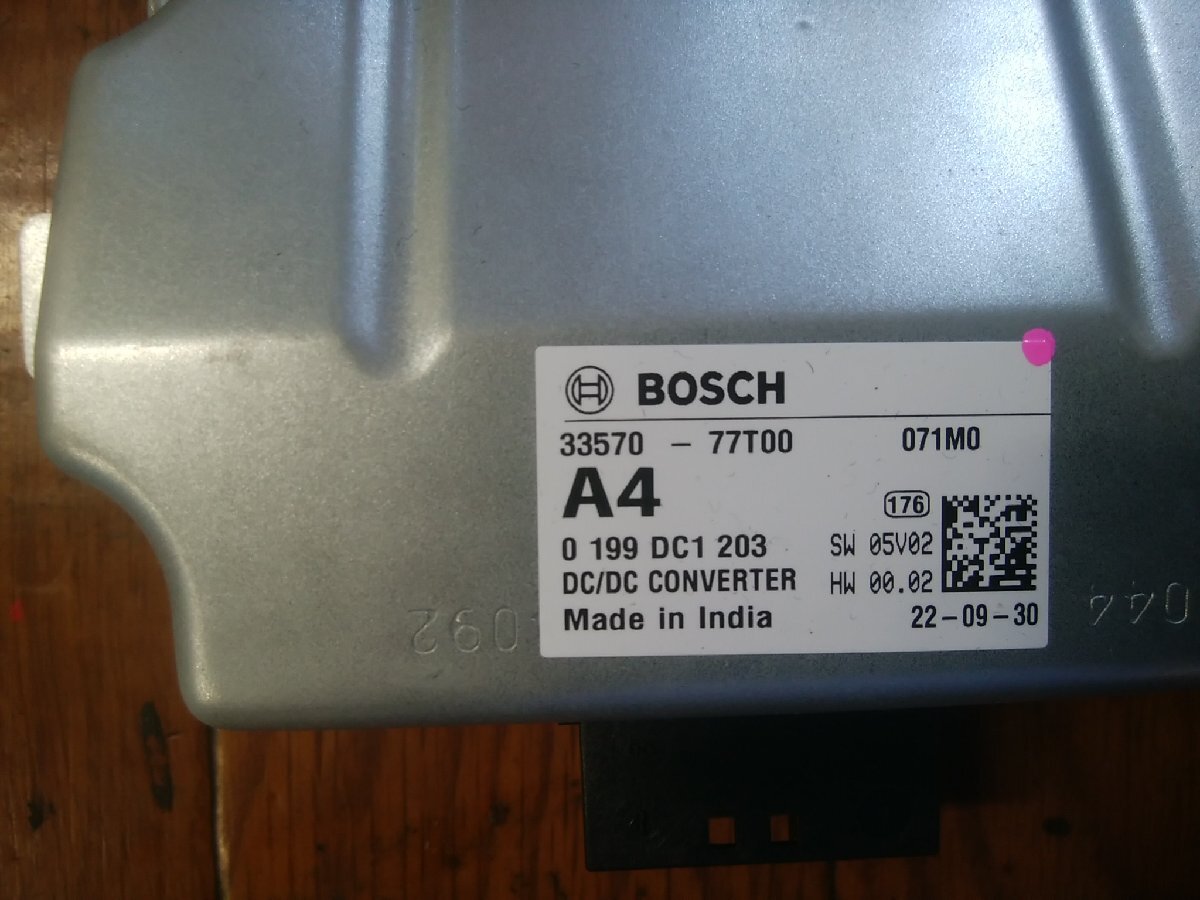 BOSCH
33570 – 77T00 071M0
A4
176
0 199 DC1 203 SW 05V02
DC/DC CONVERTER HW 00.02
Made in India 22-09-30
044